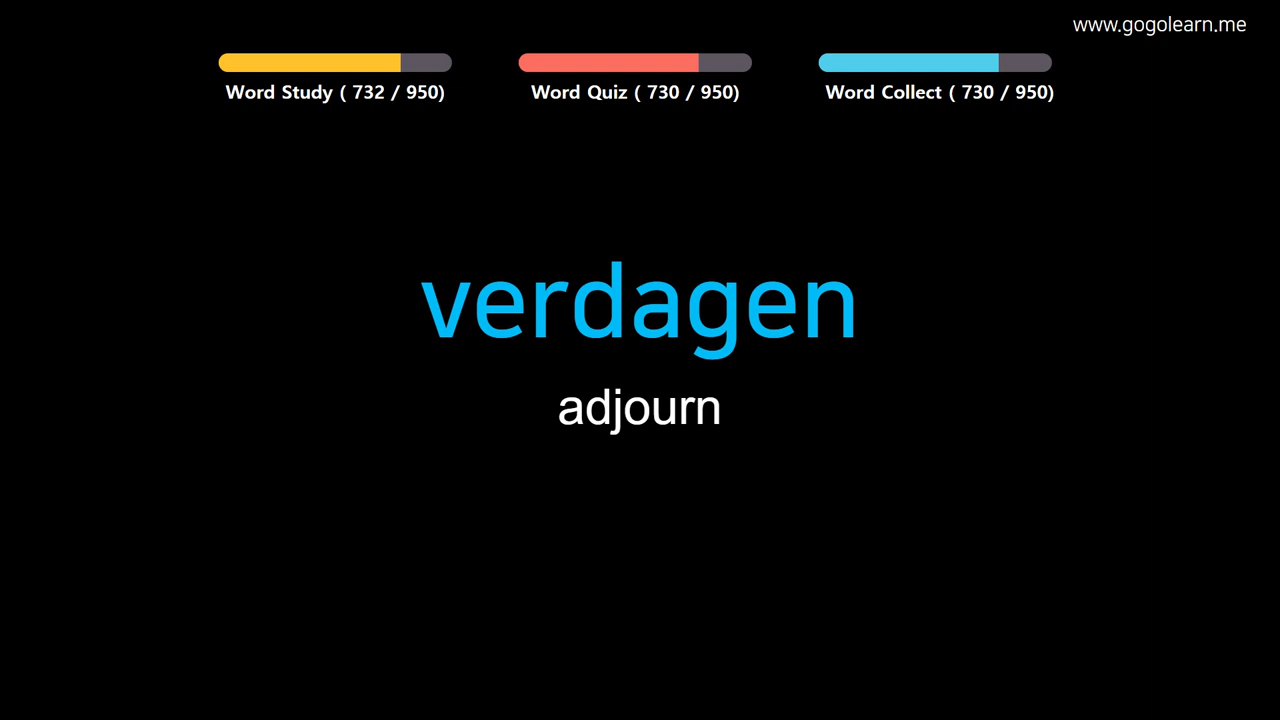 www.gogolearn.me
Word Study ( 732 / 950)
Word Quiz ( 730 / 950)
Word Collect ( 730 / 950)
verdagen
adjourn